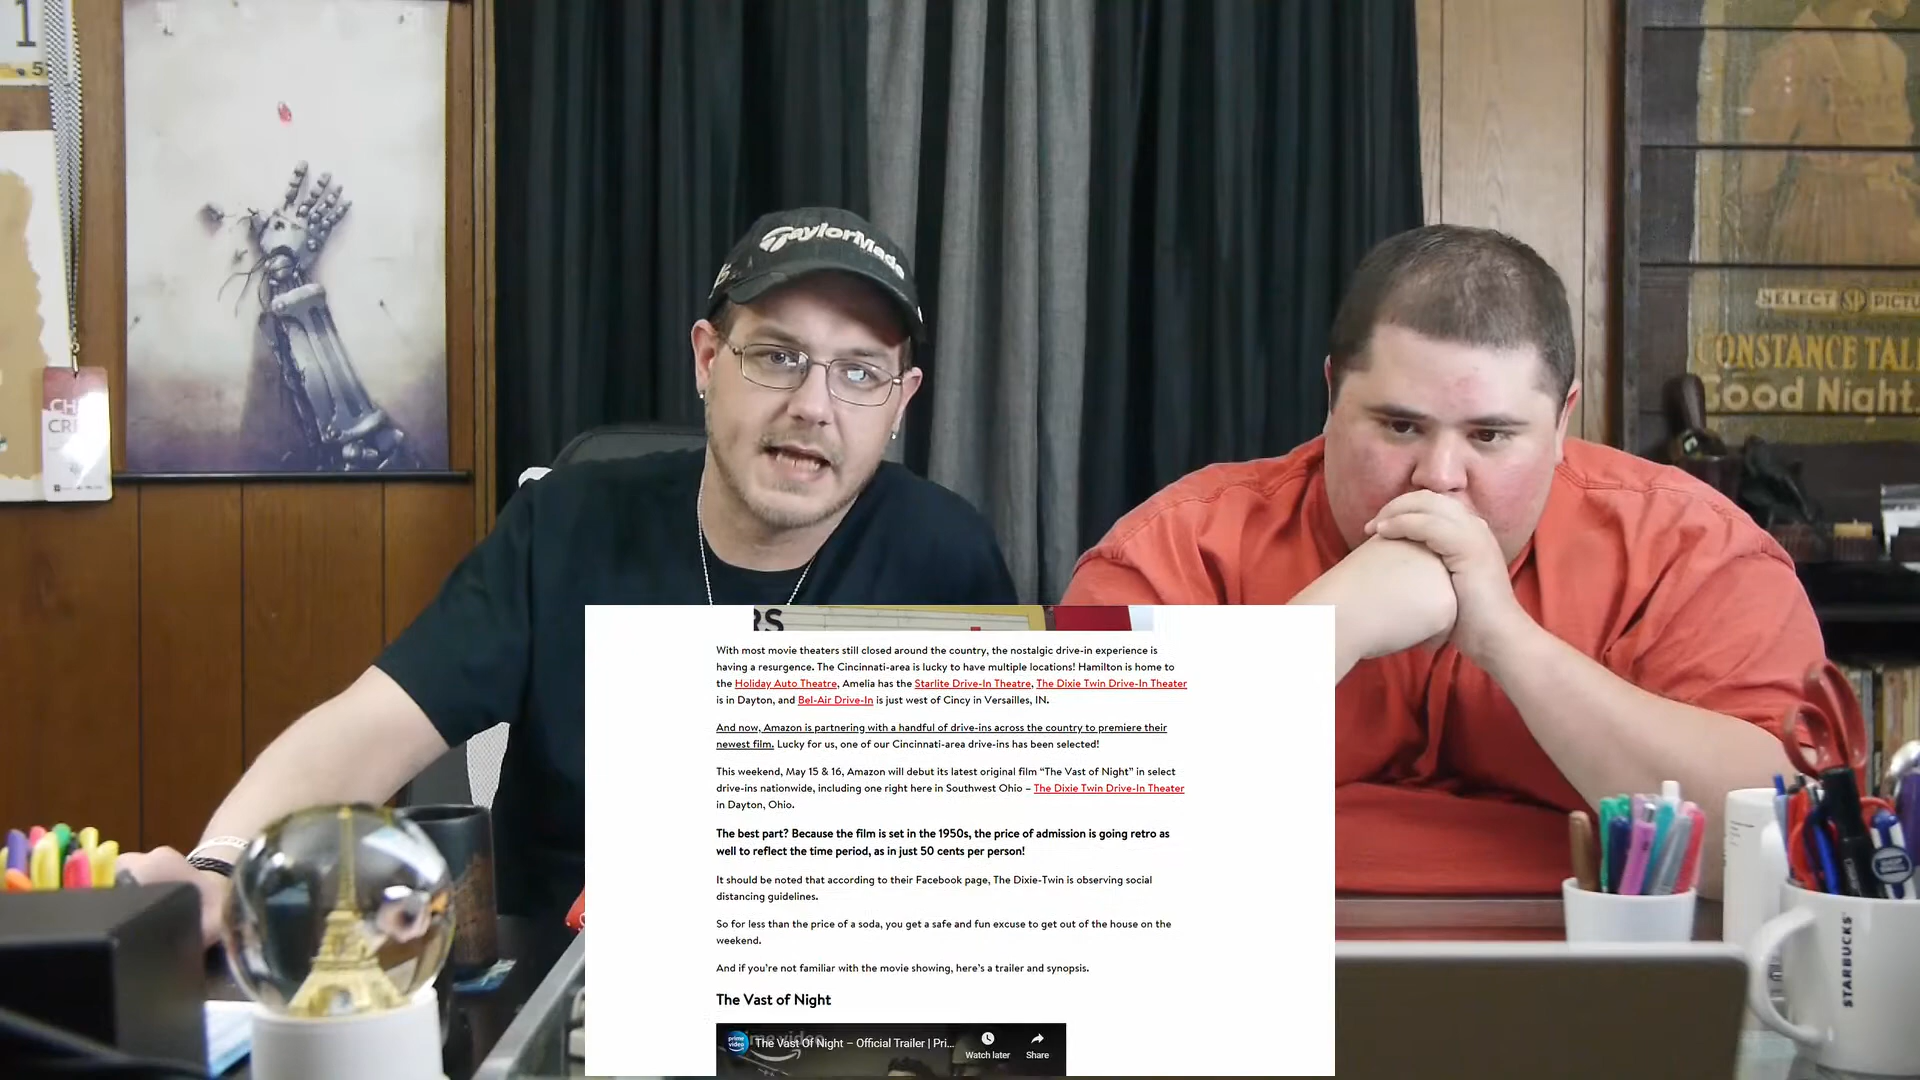 1
. 5
CH
CR
TaylorMade
SELECT PICTU
CONSTANCE TAL
Good Night.
RS
With most movie theaters still closed around the country, the nostalgic drive-in experience is
having a resurgence. The Cincinnati-area is lucky to have multiple locations! Hamilton is home to
the Holiday Auto Theatre, Amelia has the Starlite Drive-In Theatre, The Dixie Twin Drive-In Theater
is in Dayton, and Bel-Air Drive-In is just west of Cincy in Versailles, IN.
And now, Amazon is partnering with a handful of drive-ins across the country to premiere their
newest film. Lucky for us, one of our Cincinnati-area drive-ins has been selected!
This weekend, May 15 & 16, Amazon will debut its latest original film “The Vast of Night” in select
drive-ins nationwide, including one right here in Southwest Ohio – The Dixie Twin Drive-In Theater
in Dayton, Ohio.
The best part? Because the film is set in the 1950s, the price of admission is going retro as
well to reflect the time period, as in just 50 cents per person!
It should be noted that according to their Facebook page, The Dixie-Twin is observing social
distancing guidelines.
So for less than the price of a soda, you get a safe and fun excuse to get out of the house on the
weekend.
And if you’re not familiar with the movie showing, here’s a trailer and synopsis.
The Vast of Night
prime video
The Vast Of Night – Official Trailer | Pri...
Watch later
Share
STARBUCKS